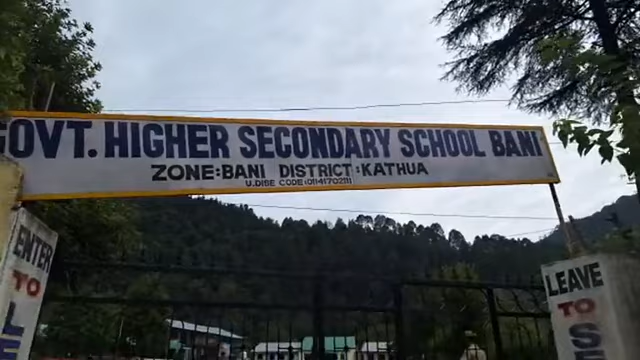 GOVT. HIGHER SECONDARY SCHOOL BANI
ZONE:BANI DISTRICT:KATHUA
U.DISE CODE:01141702111
ENTER
TO
LEAVE
TO